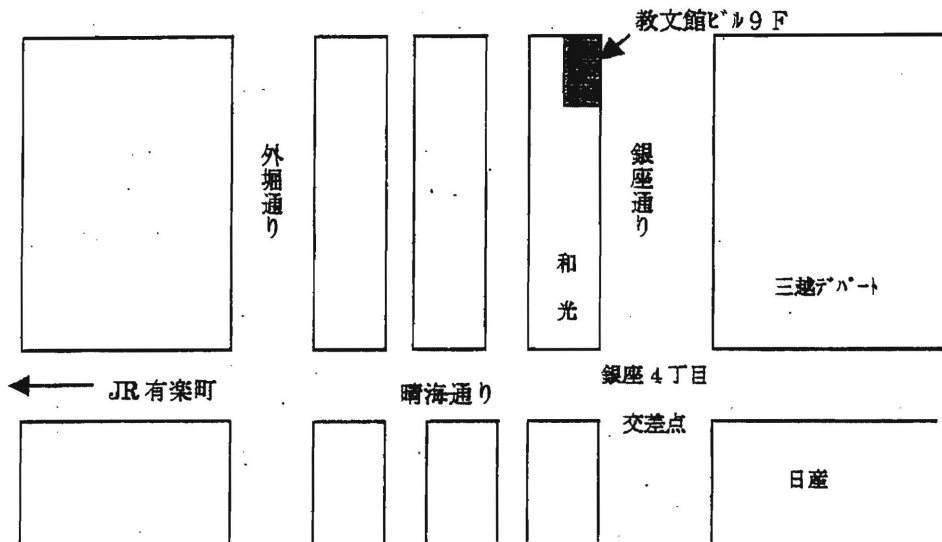 教文館ビル9F
外堀通り
銀座通り
和光
三越デパート
JR有楽町
晴海通り
銀座4丁目
交差点
日産